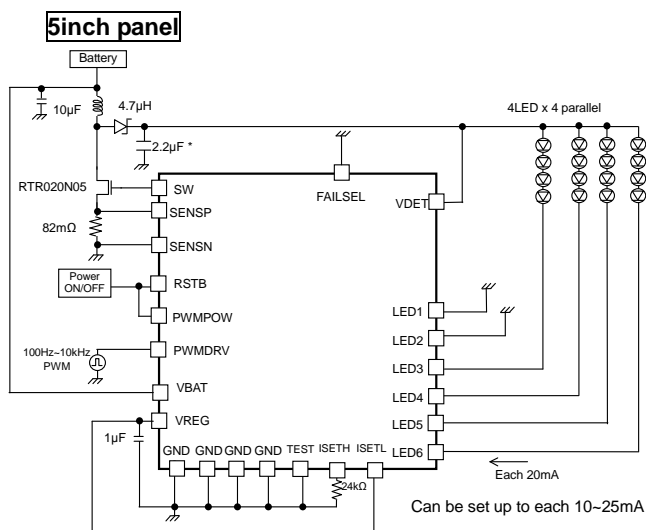 5inch panel
Battery
10µF
4.7µH
4LED x 4 parallel
2.2µF *
RTR020N05
SW
FAILSEL
VDET
SENSP
82mΩ
SENSN
Power
ON/OFF
RSTB
PWMPOW
LED1
LED2
100Hz~10kHz
PWM
PWMDRV
LED3
VBAT
LED4
VREG
LED5
1µF
GND GND GND GND TEST ISETH ISETL
LED6
24kΩ
Each 20mA
Can be set up to each 10~25mA